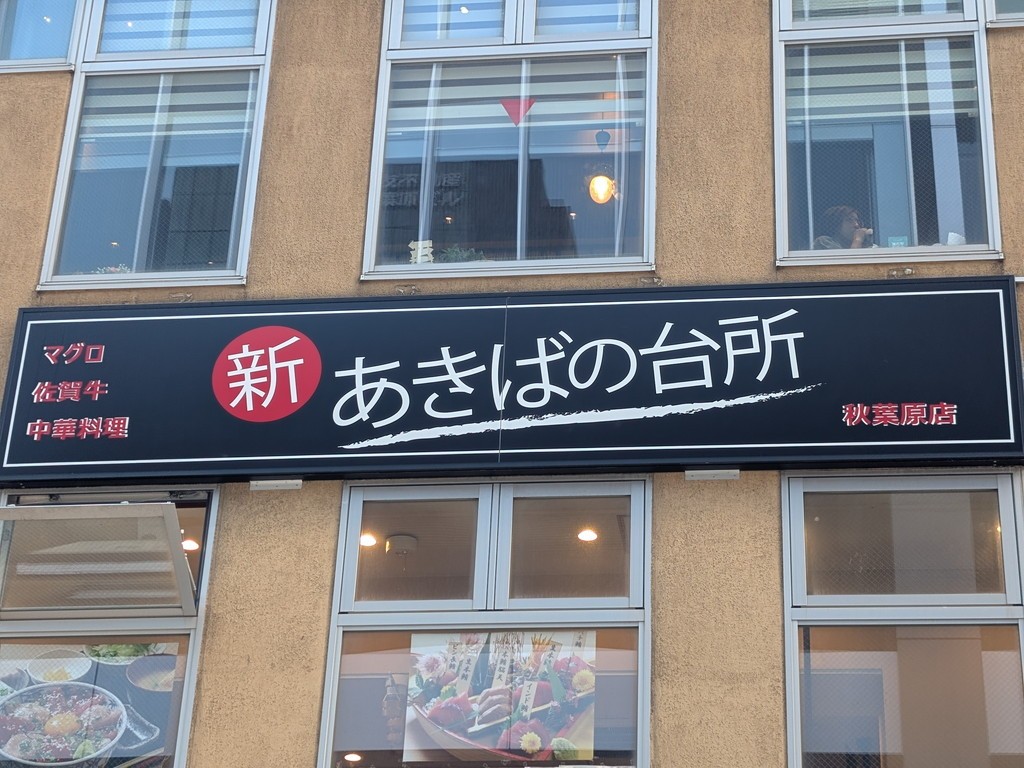 マグロ
佐賀牛
中華料理
新 あきばの台所
秋葉原店